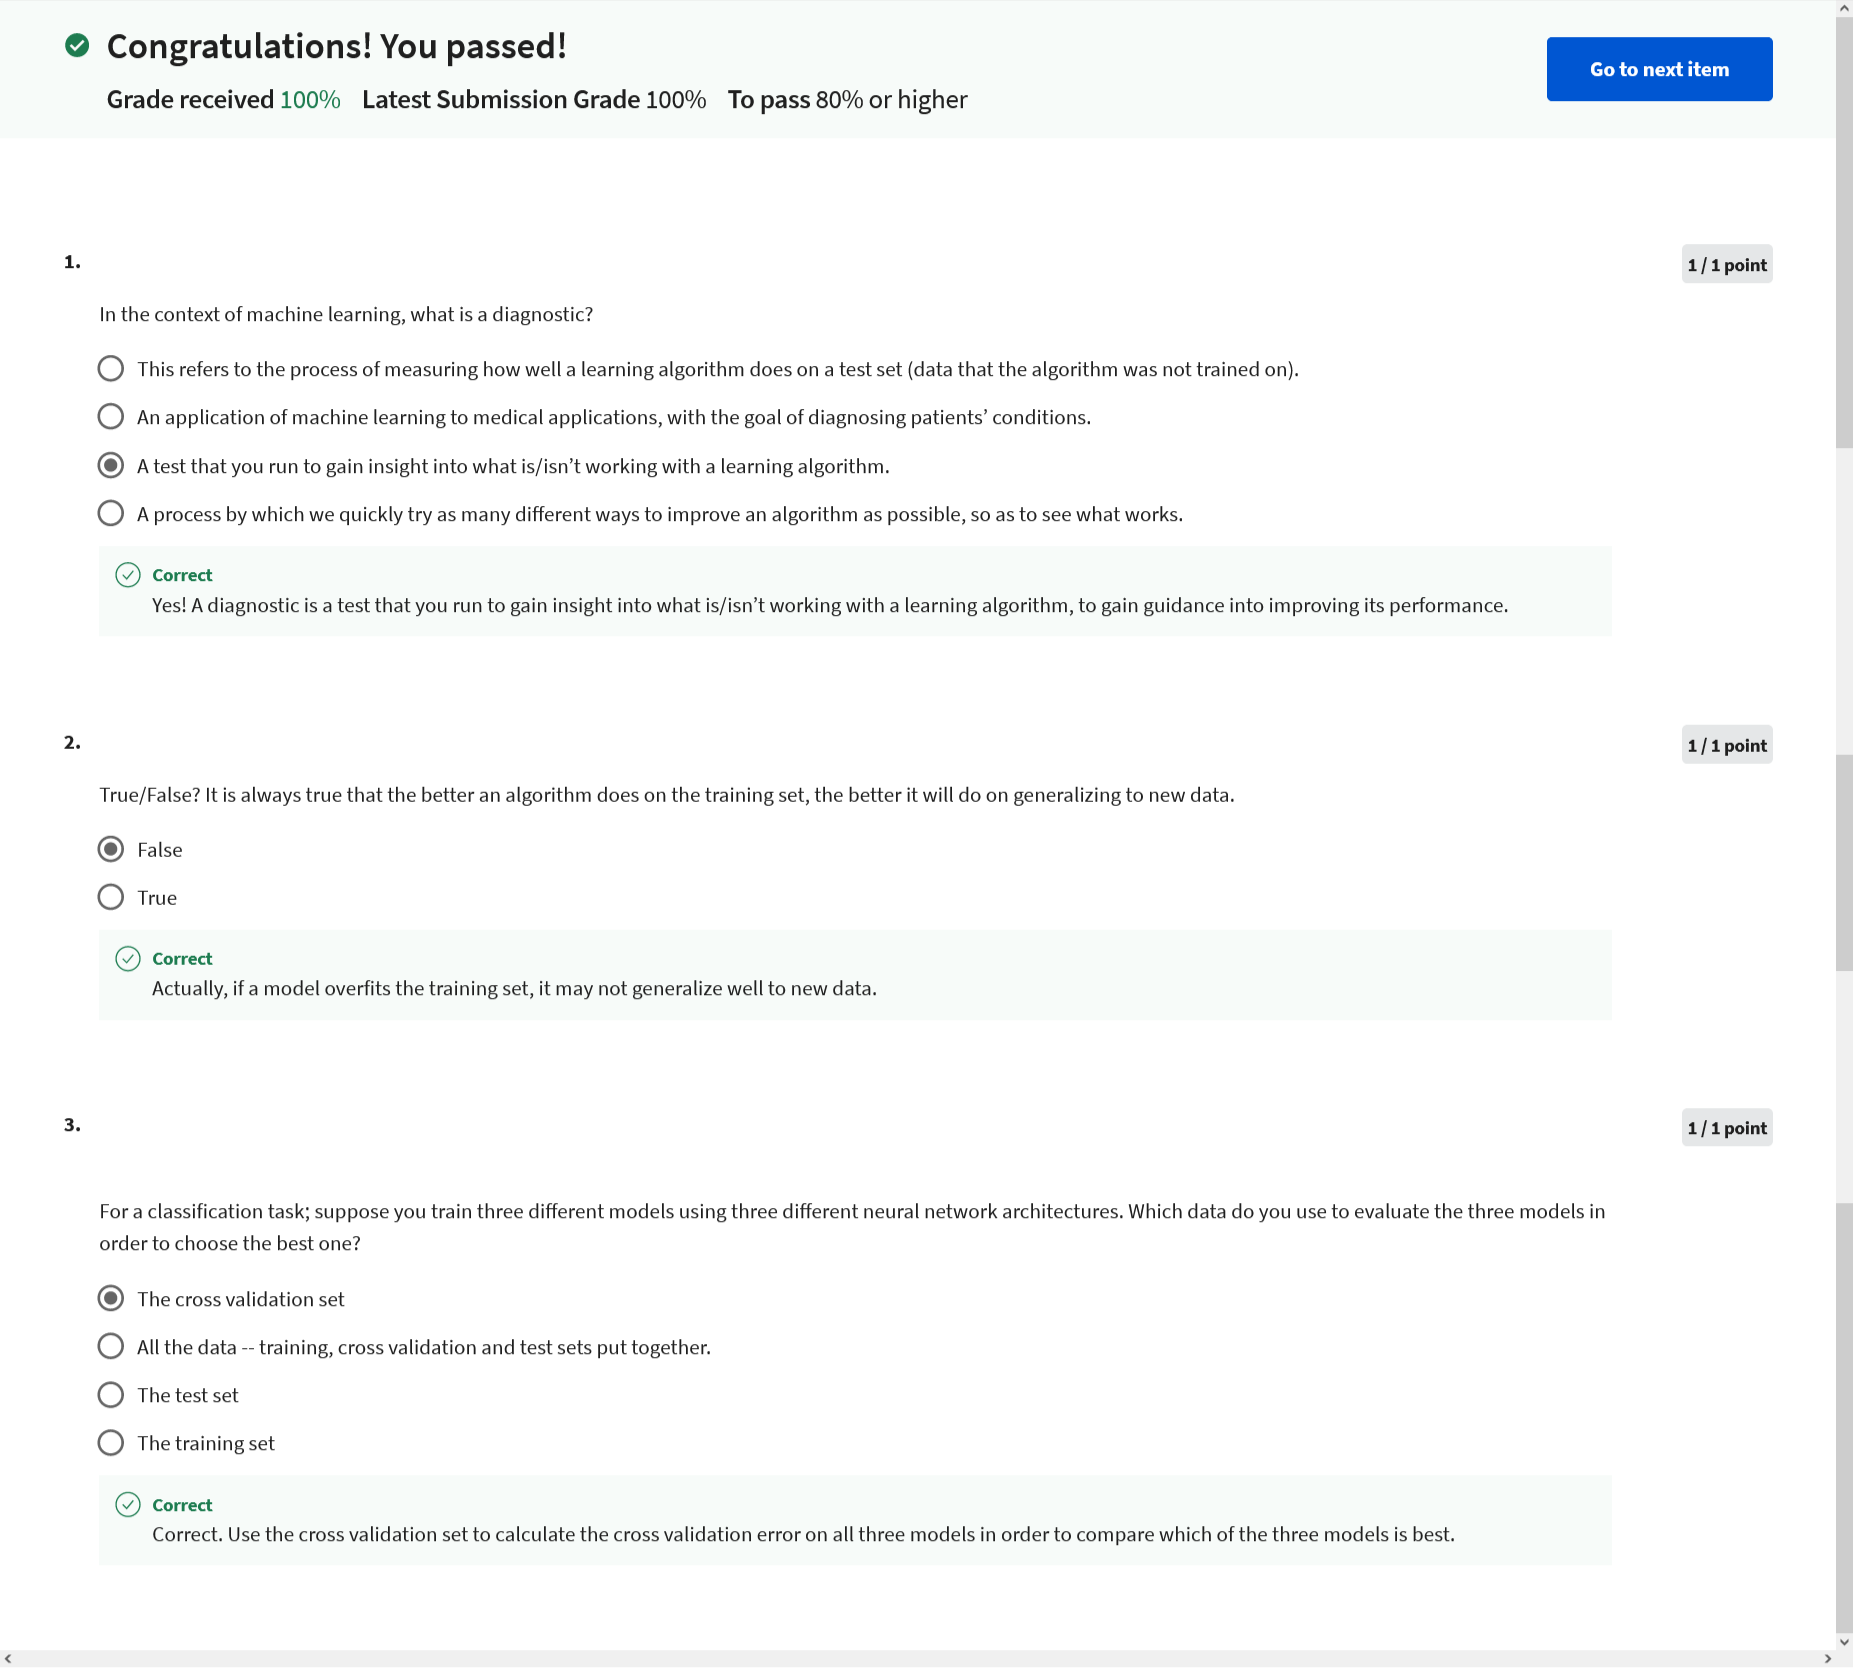 Congratulations! You passed!
Go to next item
Grade received 100% Latest Submission Grade 100% To pass 80% or higher
1.
1 / 1 point
In the context of machine learning, what is a diagnostic?
This refers to the process of measuring how well a learning algorithm does on a test set (data that the algorithm was not trained on).
An application of machine learning to medical applications, with the goal of diagnosing patients’ conditions.
A test that you run to gain insight into what is/isn’t working with a learning algorithm.
A process by which we quickly try as many different ways to improve an algorithm as possible, so as to see what works.
Correct
Yes! A diagnostic is a test that you run to gain insight into what is/isn’t working with a learning algorithm, to gain guidance into improving its performance.
2.
1 / 1 point
True/False? It is always true that the better an algorithm does on the training set, the better it will do on generalizing to new data.
False
True
Correct
Actually, if a model overfits the training set, it may not generalize well to new data.
3.
1 / 1 point
For a classification task; suppose you train three different models using three different neural network architectures. Which data do you use to evaluate the three models in
order to choose the best one?
The cross validation set
All the data -- training, cross validation and test sets put together.
The test set
The training set
Correct
Correct. Use the cross validation set to calculate the cross validation error on all three models in order to compare which of the three models is best.